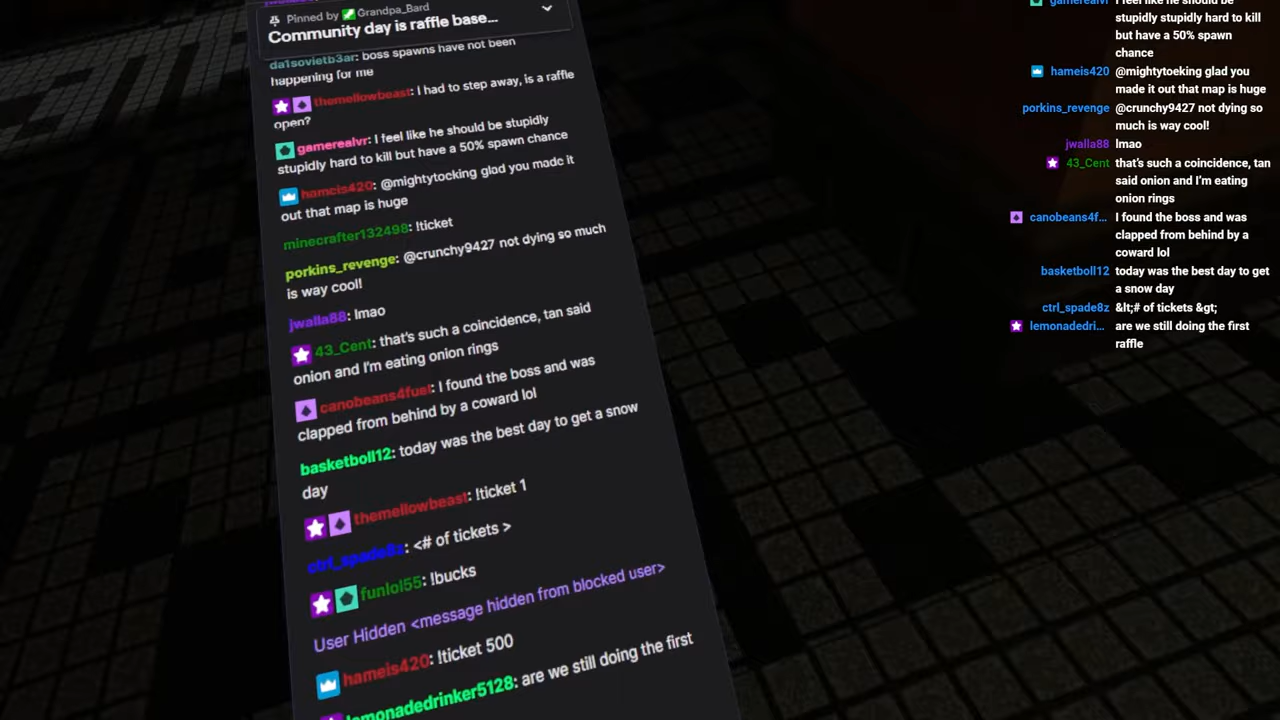 Pinned by Grandpa_Bard
Community day is raffle base...
da1sovietb3ar: boss spawns have not been
happening for me
themellowbeast: I had to step away, is a raffle
open?
gamerealvr: I feel like he should be stupidly
stupidly hard to kill but have a 50% spawn chance
hameis420: @mightytoeking glad you made it
out that map is huge
minecrafter132498: !ticket
porkins_revenge: @crunchy9427 not dying so much
is way cool!
jwalla88: lmao
43_Cent: that's such a coincidence, tan said
onion and I'm eating onion rings
canobeans4fuel: I found the boss and was
clapped from behind by a coward lol
basketboll12: today was the best day to get a snow
day
themellowbeast: !ticket 1
ctrl_spade8z: <# of tickets >
funlol55: !bucks
User Hidden <message hidden from blocked user>
hameis420: !ticket 500
lemonadedrinker5128: are we still doing the first
gamerealvr I feel like he should be
stupidly stupidly hard to kill
but have a 50% spawn
chance
hameis420 @mightytoeking glad you
made it out that map is huge
porkins_revenge @crunchy9427 not dying so
much is way cool!
jwalla88 lmao
43_Cent that's such a coincidence, tan
said onion and I'm eating
onion rings
canobeans4f... I found the boss and was
clapped from behind by a
coward lol
basketboll12 today was the best day to get
a snow day
ctrl_spade8z &lt;# of tickets &gt;
lemonadedri... are we still doing the first
raffle